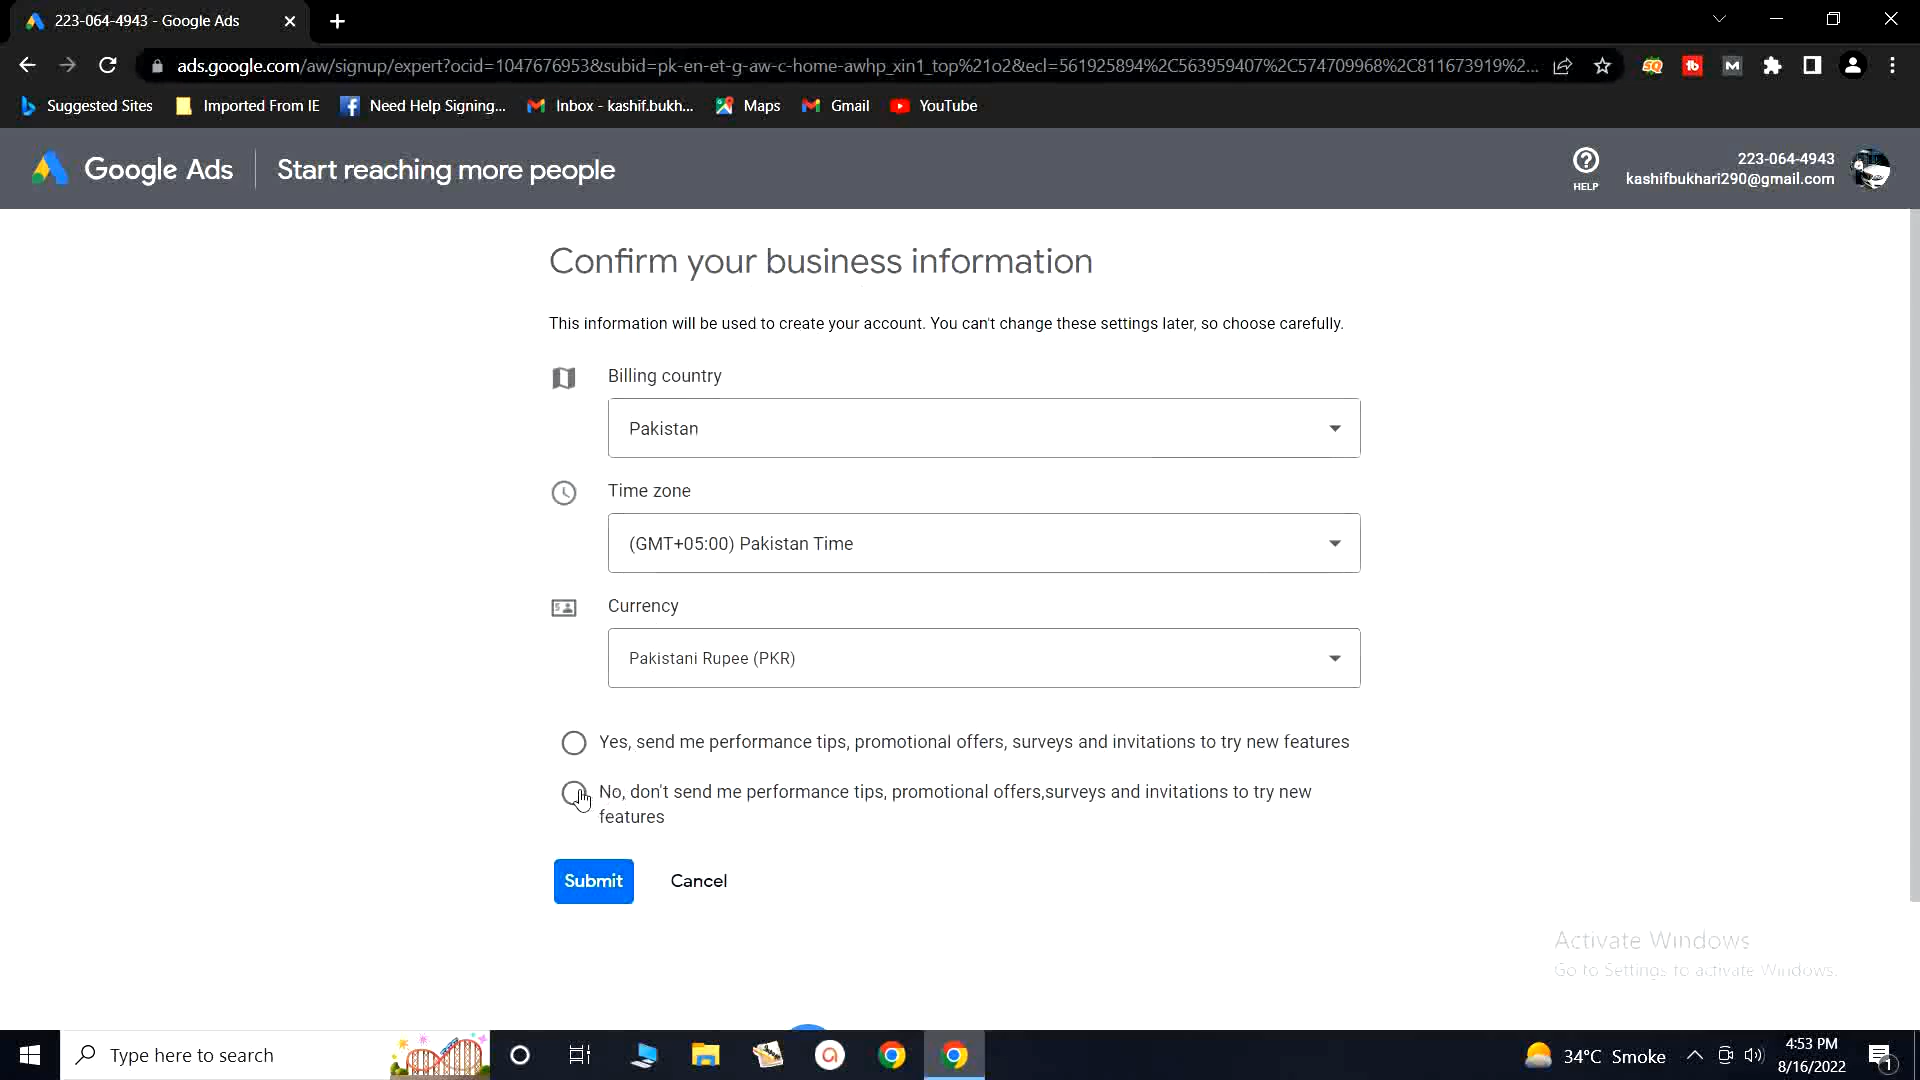 223-064-4943 - Google Ads
ads.google.com/aw/signup/expert?ocid=1047676953&subid=pk-en-et-g-aw-c-home-awhp_xin1_top%21o2&ecl=561925894%2C563959407%2C574709968%2C811673919%2...
Suggested Sites
Imported From IE
Need Help Signing...
Inbox - kashif.bukh...
Maps
Gmail
YouTube
Google Ads
Start reaching more people
HELP
223-064-4943
kashifbukhari290@gmail.com
Confirm your business information
This information will be used to create your account. You can't change these settings later, so choose carefully.
Billing country
Pakistan
Time zone
(GMT+05:00) Pakistan Time
Currency
Pakistani Rupee (PKR)
Yes, send me performance tips, promotional offers, surveys and invitations to try new features
No, don't send me performance tips, promotional offers,surveys and invitations to try new
features
Submit
Cancel
Activate Windows
Go to Settings to activate Windows.
Type here to search
34°C Smoke
4:53 PM
8/16/2022
1